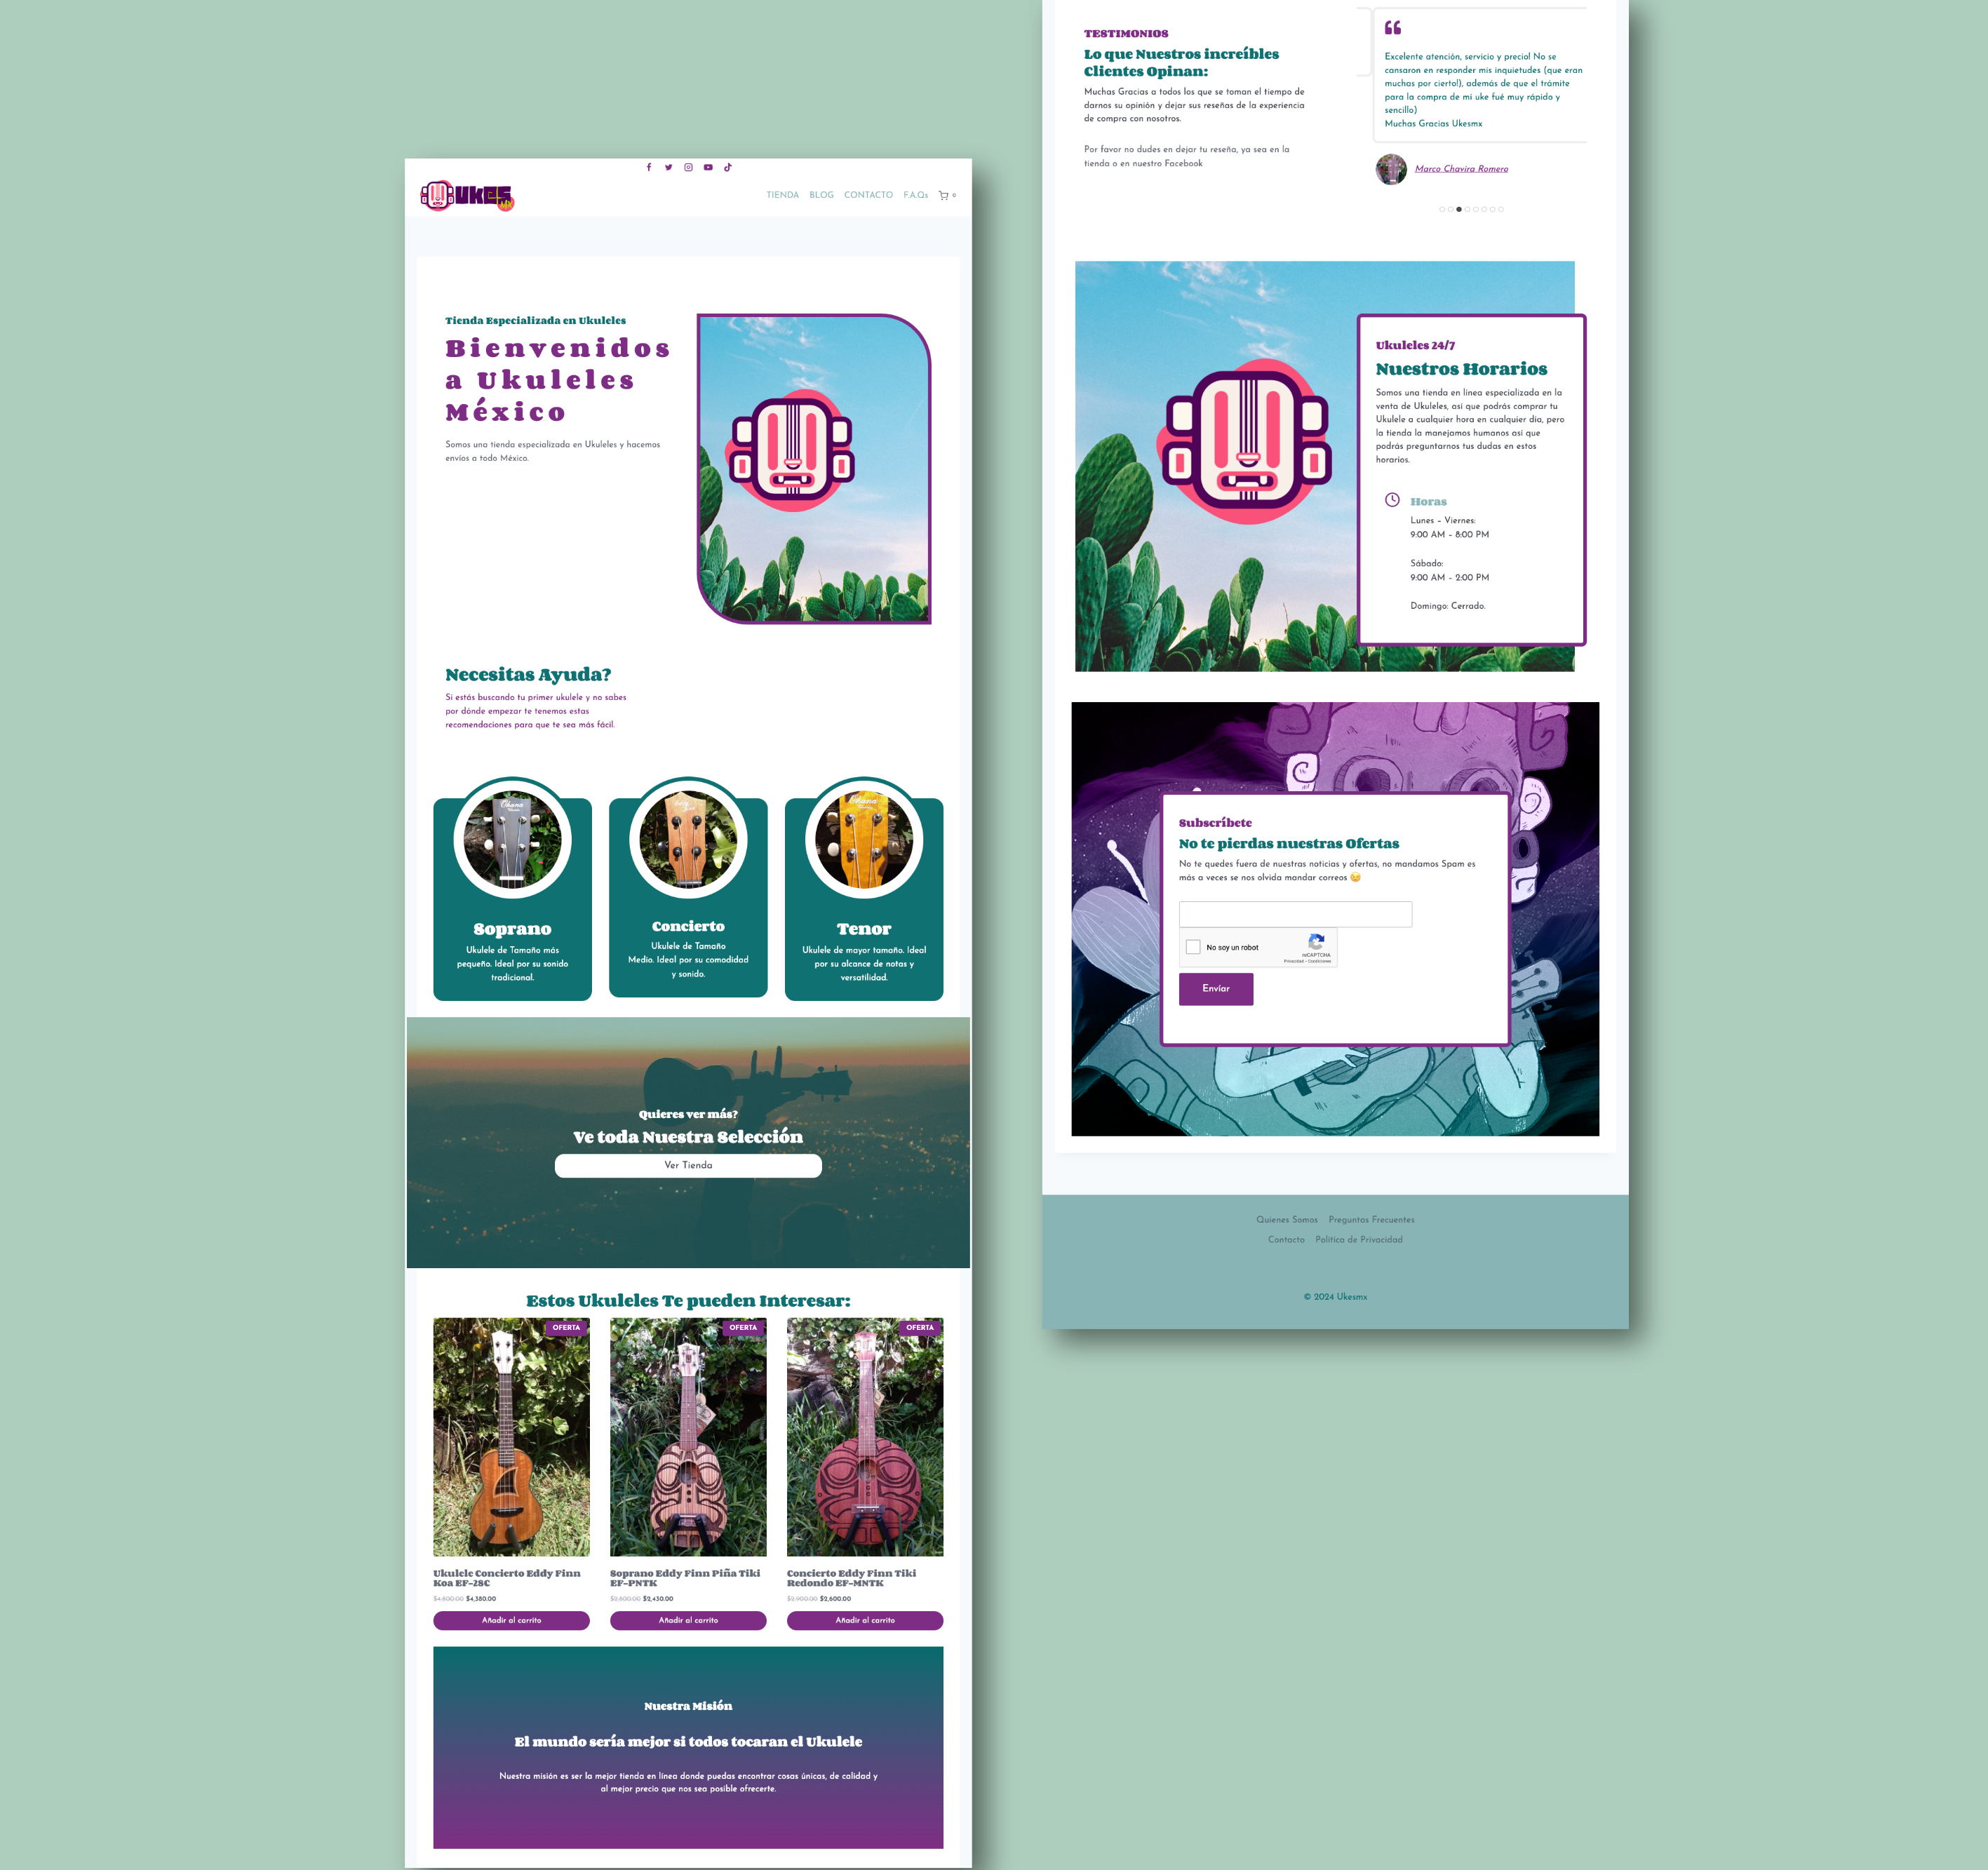 UKES
MX
TIENDA BLOG CONTACTO F.A.Qs 0
Tienda Especializada en Ukuleles
Bienvenidos
a Ukuleles
México
Somos una tienda especializada en Ukuleles y hacemos
envíos a todo México.
Necesitas Ayuda?
Si estás buscando tu primer ukulele y no sabes
por dónde empezar te tenemos estas
recomendaciones para que te sea más fácil.
Ohana
Soprano
Ukulele de Tamaño más
pequeño. Ideal por su sonido
tradicional.
Concierto
Ukulele de Tamaño
Medio. Ideal por su comodidad
y sonido.
Ohana
Tenor
Ukulele de mayor tamaño. Ideal
por su alcance de notas y
versatilidad.
Quieres ver más?
Ve toda Nuestra Selección
Ver Tienda
Estos Ukuleles Te pueden Interesar:
OFERTA
Ukulele Concierto Eddy Finn
Koa EF-28C
$4,800.00 $4,380.00
Añadir al carrito
OFERTA
Soprano Eddy Finn Piña Tiki
EF-PNTK
$2,800.00 $2,430.00
Añadir al carrito
OFERTA
Concierto Eddy Finn Tiki
Redondo EF-MNTK
$2,900.00 $2,600.00
Añadir al carrito
Nuestra Misión
El mundo sería mejor si todos tocaran el Ukulele
Nuestra misión es ser la mejor tienda en línea donde puedas encontrar cosas únicas, de calidad y
al mejor precio que nos sea posible ofrecerte.
TESTIMONIOS
Lo que Nuestros increíbles
Clientes Opinan:
Muchas Gracias a todos los que se toman el tiempo de
darnos su opinión y dejar sus reseñas de la experiencia
de compra con nosotros.
Por favor no dudes en dejar tu reseña, ya sea en la
tienda o en nuestro Facebook
“
Excelente atención, servicio y precio! No se
cansaron en responder mis inquietudes (que eran
muchas por cierto!), además de que el trámite
para la compra de mi uke fué muy rápido y
sencillo)
Muchas Gracias Ukesmx
Marco Chavira Romero
Ukuleles 24/7
Nuestros Horarios
Somos una tienda en línea especializada en la
venta de Ukuleles, así que podrás comprar tu
Ukulele a cualquier hora en cualquier día, pero
la tienda la manejamos humanos así que
podrás preguntarnos tus dudas en estos
horarios.
Horas
Lunes – Viernes:
9:00 AM – 8:00 PM
Sábado:
9:00 AM – 2:00 PM
Domingo: Cerrado.
Subscríbete
No te pierdas nuestras Ofertas
No te quedes fuera de nuestras noticias y ofertas, no mandamos Spam es
más a veces se nos olvida mandar correos 😉
No soy un robot
reCAPTCHA
Privacidad - Condiciones
Envíar
Quienes Somos Preguntas Frecuentes
Contacto Política de Privacidad
© 2024 Ukesmx